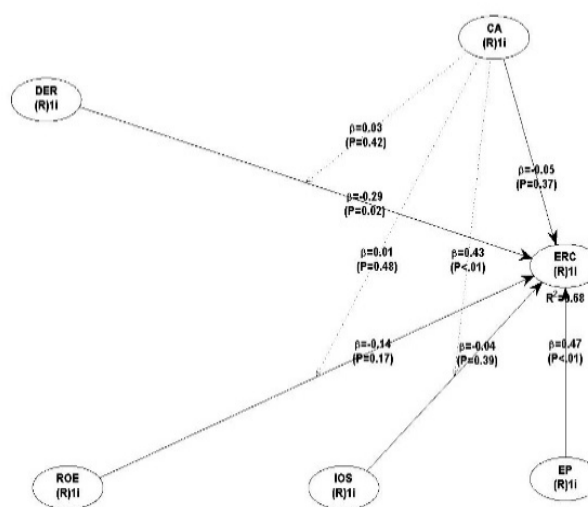 CA
(R)1i
DER
(R)1i
β=0.03
(P=0.42)
β=-0.05
(P=0.37)
β=-0.29
(P=0.02)
β=0.01
(P=0.48)
β=0.43
(P<.01)
ERC
(R)1i
R²=0.68
β=-0.14
(P=0.17)
β=-0.04
(P=0.39)
β=0.47
(P<.01)
ROE
(R)1i
IOS
(R)1i
EP
(R)1i